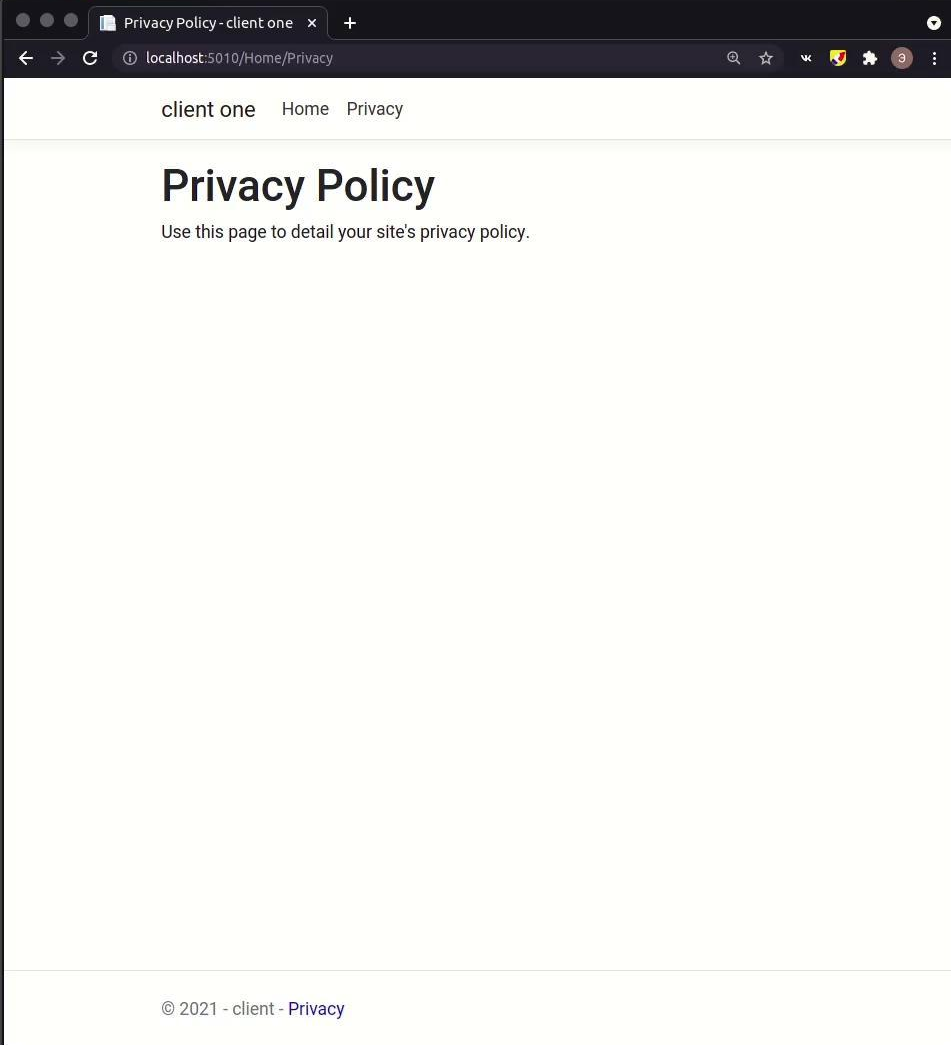 Privacy Policy - client one
localhost:5010/Home/Privacy
client one Home Privacy
Privacy Policy
Use this page to detail your site's privacy policy.
© 2021 - client - Privacy